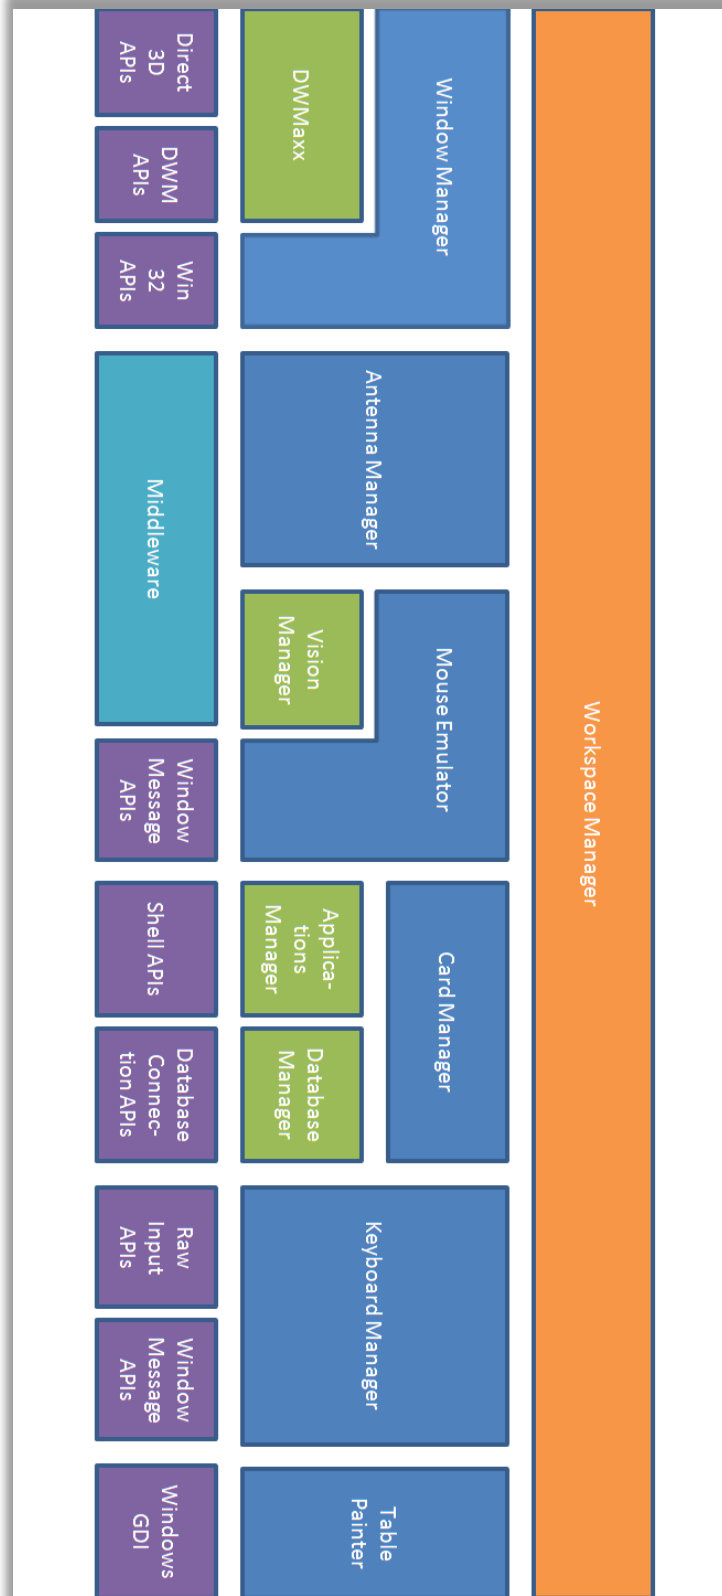 Workspace Manager
Window Manager
DWMaxx
Antenna Manager
Mouse Emulator
Vision
Manager
Card Manager
Applica-
tions
Manager
Database
Manager
Keyboard Manager
Table
Painter
Direct
3D
APIs
DWM
APIs
Win
32
APIs
Middleware
Window
Message
APIs
Shell APIs
Database
Connec-
tion APIs
Raw
Input
APIs
Window
Message
APIs
Windows
GDI